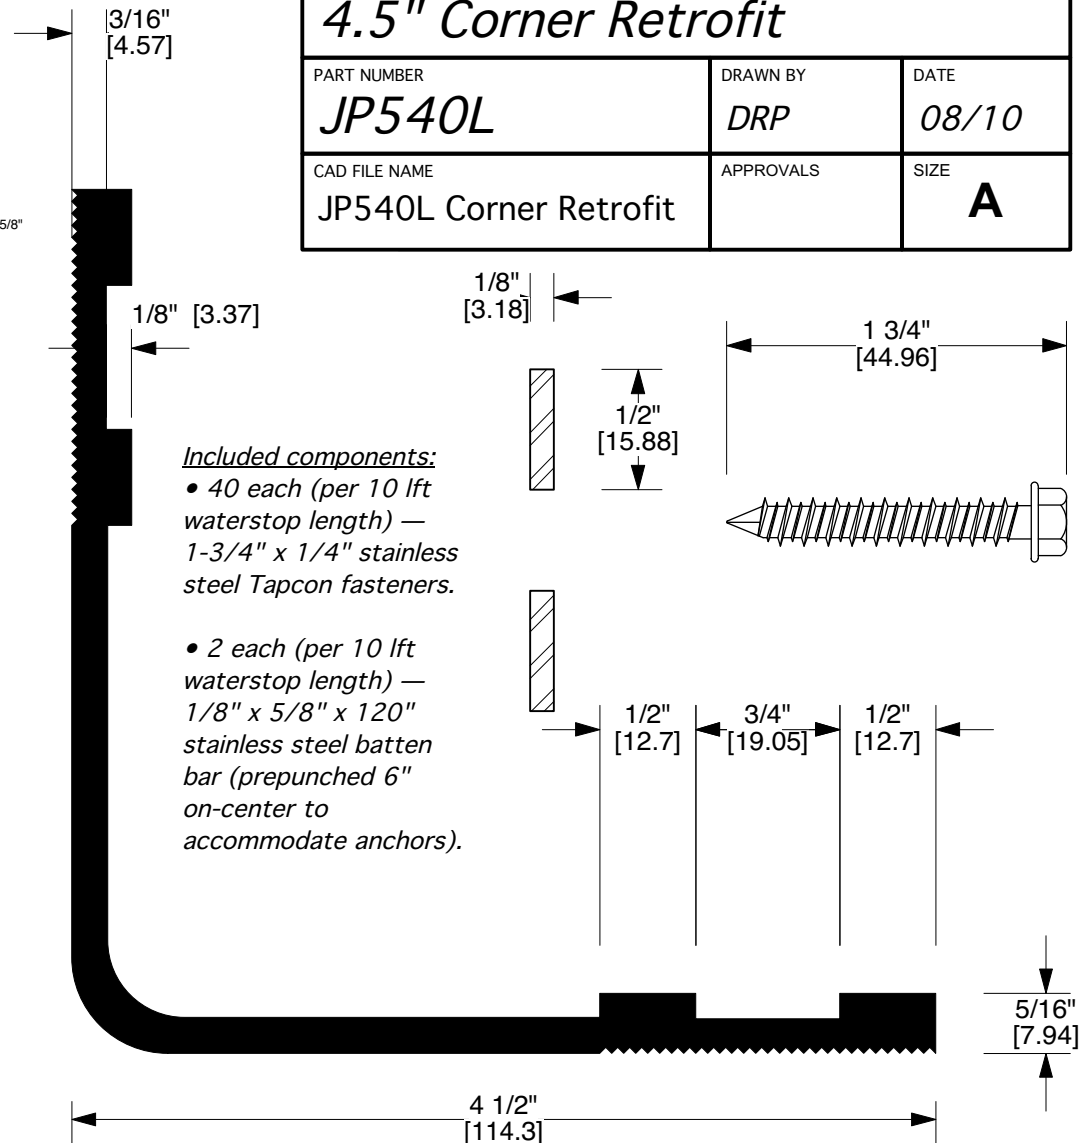 4.5" Corner Retrofit
PART NUMBER
JP540L
DRAWN BY
DRP
DATE
08/10
CAD FILE NAME
JP540L Corner Retrofit
APPROVALS
SIZE
A
3/16"
[4.57]
5/8"
1/8" [3.37]
1/8"
[3.18]
1/2"
[15.88]
1 3/4"
[44.96]
Included components:
• 40 each (per 10 lft
waterstop length) —
1-3/4" x 1/4" stainless
steel Tapcon fasteners.
• 2 each (per 10 lft
waterstop length) —
1/8" x 5/8" x 120"
stainless steel batten
bar (prepunched 6"
on-center to
accommodate anchors).
1/2"
[12.7]
3/4"
[19.05]
1/2"
[12.7]
5/16"
[7.94]
4 1/2"
[114.3]